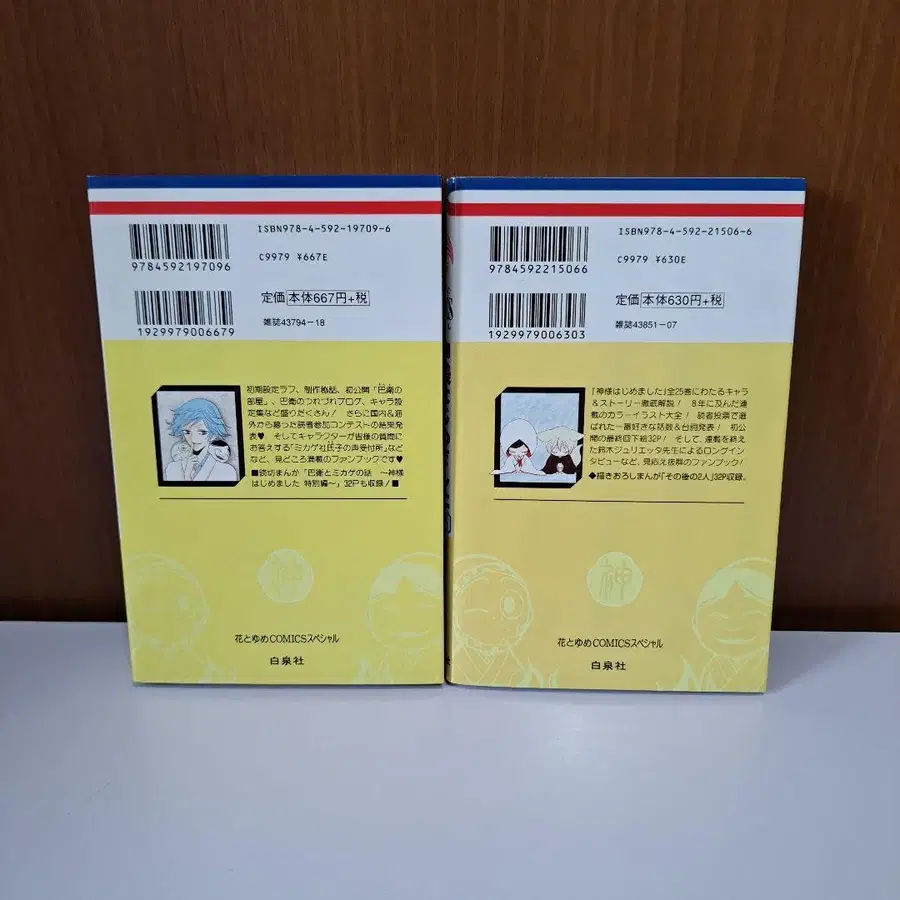 ISBN978-4-592-19709-6
9784592197096
C9979 ¥667E
定価 本体667円+税
雑誌43794-18
1929979006679
初期設定ラフ、制作秘話、初公開「巴衛の
部屋」、巴衛のつれづれブログ、キャラ設
定集など盛りだくさん! さらに国内&海
外から募った読者参加コンテストの結果発
表♥ そしてキャラクターが皆様の質問に
お答えする「ミカゲ社氏子の声受付所」など
など、見どころ満載のファンブックです♥
■読切まんが「巴衛とミカゲの話 〜神様
はじめました 特別編〜」32Pも収録!■
神
花とゆめCOMICSスペシャル
白泉社
ISBN978-4-592-21506-6
9784592215066
C9979 ¥630E
定価 本体630円+税
雑誌43851-07
1929979006303
「神様はじめました」全25巻にわたるキャラ
&ストーリー徹底解説! 8年に及んだ連
載のカラーイラスト大全! 読者投票で選
ばれた一番好きな話数&台詞発表! 初公
開の最終回下絵32P! そして、連載を終え
た鈴木ジュリエッタ先生によるロングイン
タビューなど、見応え抜群のファンブック!
◆描きおろしまんが「その後の2人」32P収録。
神
花とゆめCOMICSスペシャル
白泉社